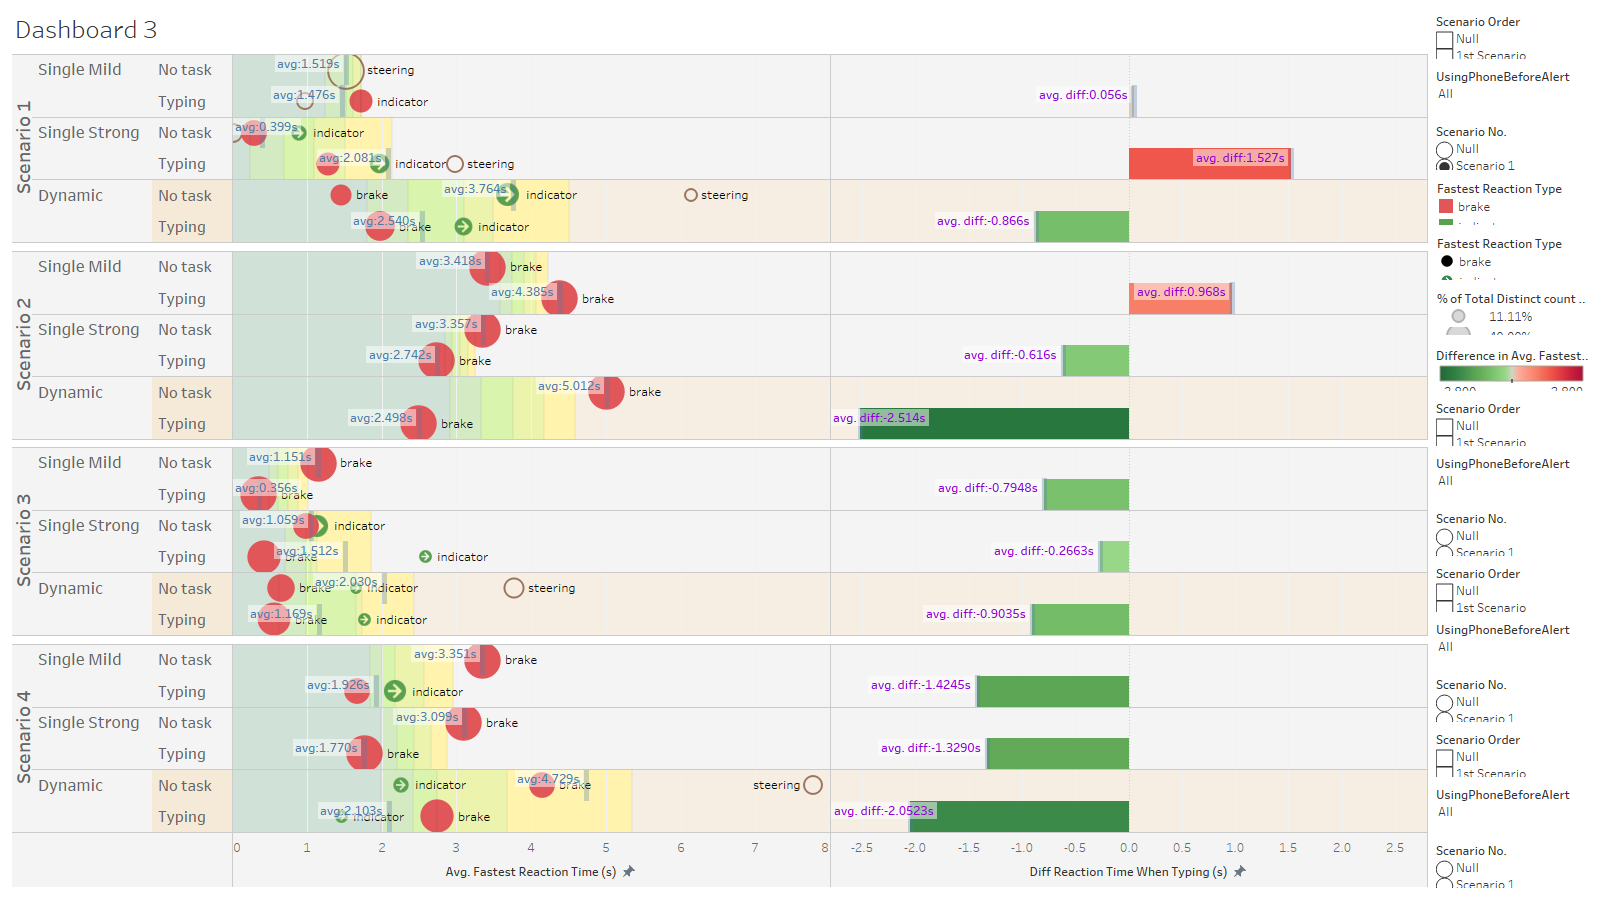 Dashboard 3
Scenario 1
Single Mild No task avg:1.519s steering
Typing avg:1.476s indicator avg. diff:0.056s
Single Strong No task avg:0.399s indicator
Typing avg:2.081s indicator steering avg. diff:1.527s
Dynamic No task brake avg:3.764s indicator steering
Typing avg:2.540s brake indicator avg. diff:-0.866s
Scenario 2
Single Mild No task avg:3.418s brake
Typing avg:4.385s brake avg. diff:0.968s
Single Strong No task avg:3.357s brake
Typing avg:2.742s brake avg. diff:-0.616s
Dynamic No task avg:5.012s brake
Typing avg:2.498s brake avg. diff:-2.514s
Scenario 3
Single Mild No task avg:1.151s brake
Typing avg:0.356s brake avg. diff:-0.7948s
Single Strong No task avg:1.059s indicator
Typing avg:1.512s brake indicator avg. diff:-0.2663s
Dynamic No task brake avg:2.030s indicator steering
Typing avg:1.169s brake indicator avg. diff:-0.9035s
Scenario 4
Single Mild No task avg:3.351s brake
Typing avg:1.926s indicator avg. diff:-1.4245s
Single Strong No task avg:3.099s brake
Typing avg:1.770s brake avg. diff:-1.3290s
Dynamic No task indicator avg:4.729s brake steering
Typing avg:2.103s indicator brake avg. diff:-2.0523s
0 1 2 3 4 5 6 7 8 -2.5 -2.0 -1.5 -1.0 -0.5 0.0 0.5 1.0 1.5 2.0 2.5
Avg. Fastest Reaction Time (s) Diff Reaction Time When Typing (s)
Scenario Order
Null
1st Scenario
UsingPhoneBeforeAlert
All
Scenario No.
Null
Scenario 1
Fastest Reaction Type
brake
Fastest Reaction Type
brake
% of Total Distinct count ..
11.11%
Difference in Avg. Fastest..
Scenario Order
Null
1st Scenario
UsingPhoneBeforeAlert
All
Scenario No.
Null
Scenario 1
Scenario Order
Null
1st Scenario
UsingPhoneBeforeAlert
All
Scenario No.
Null
Scenario 1
Scenario Order
Null
1st Scenario
UsingPhoneBeforeAlert
All
Scenario No.
Null
Scenario 1